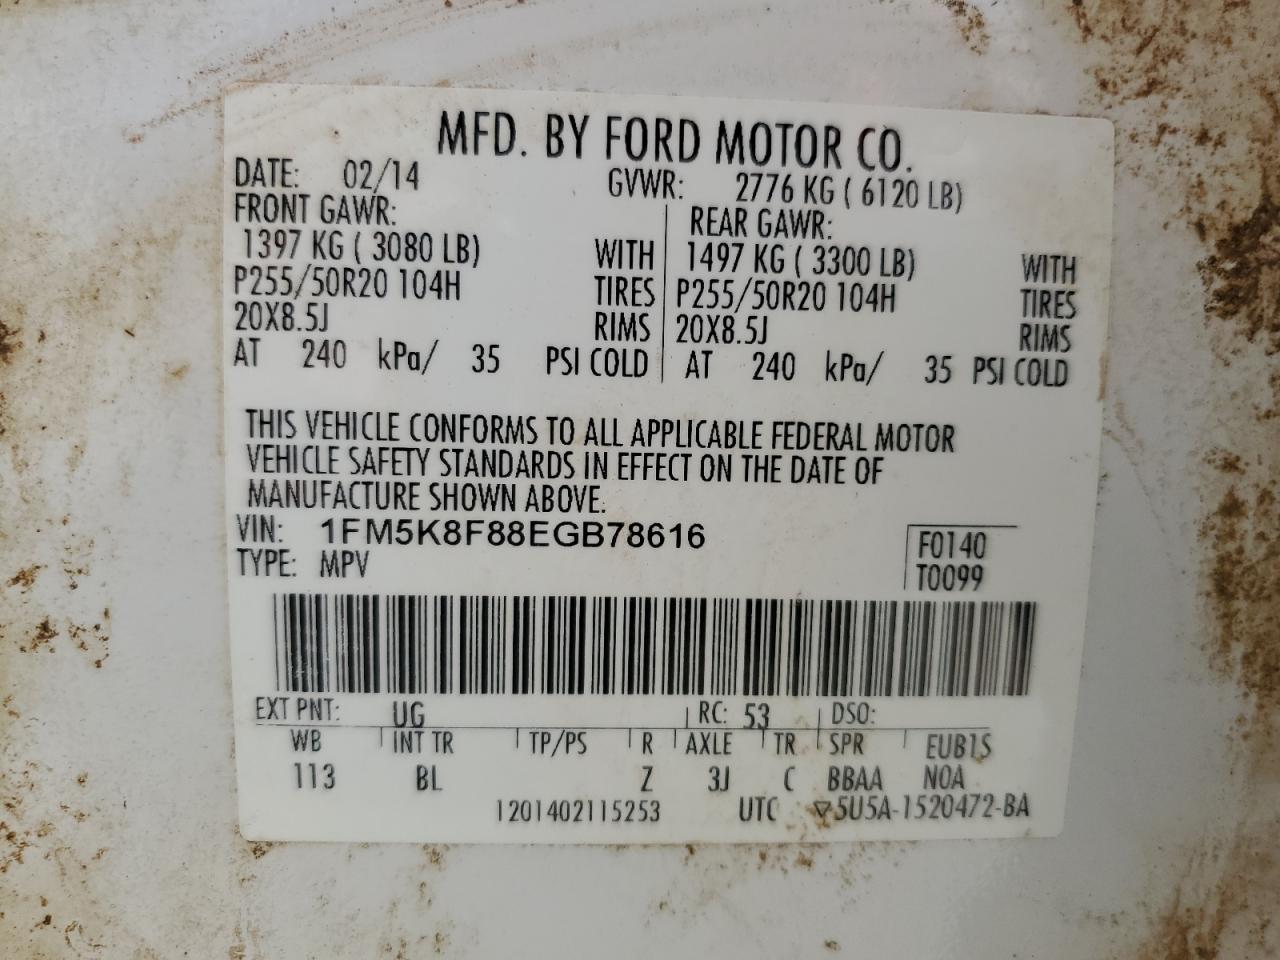 MFD. BY FORD MOTOR CO.
DATE: 02/14 GVWR: 2776 KG ( 6120 LB)
FRONT GAWR: REAR GAWR:
1397 KG ( 3080 LB) WITH 1497 KG ( 3300 LB) WITH
P255/50R20 104H TIRES P255/50R20 104H TIRES
20X8.5J RIMS 20X8.5J RIMS
AT 240 kPa/ 35 PSI COLD AT 240 kPa/ 35 PSI COLD
THIS VEHICLE CONFORMS TO ALL APPLICABLE FEDERAL MOTOR
VEHICLE SAFETY STANDARDS IN EFFECT ON THE DATE OF
MANUFACTURE SHOWN ABOVE.
VIN: 1FM5K8F88EGB78616 F0140
TYPE: MPV T0099
EXT PNT: UG RC: 53 DSO:
WB INT TR TP/PS R AXLE TR SPR EUB1S
113 BL Z 3J C BBAA NOA
1201402115253 UTC ▽5U5A-1520472-BA